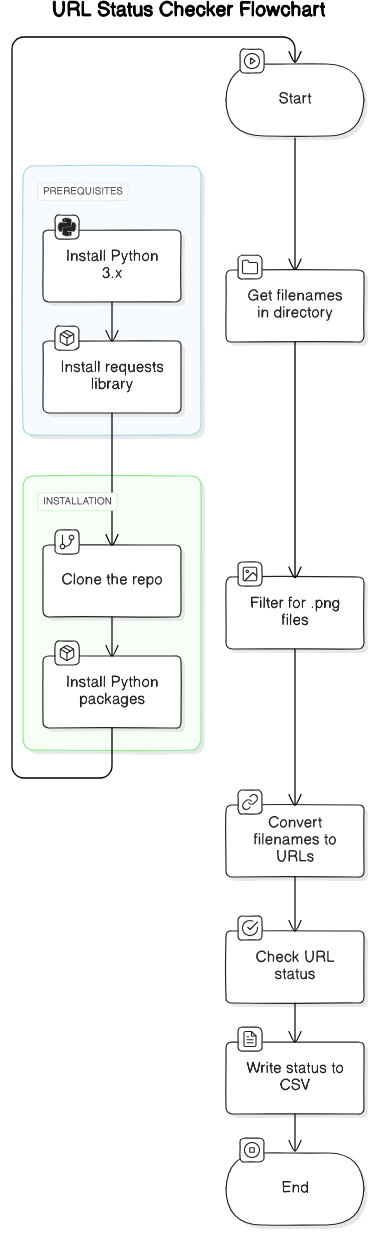 URL Status Checker Flowchart
Start
PREREQUISITES
Install Python
3.x
Install requests
library
INSTALLATION
Clone the repo
Install Python
packages
Get filenames
in directory
Filter for .png
files
Convert
filenames to
URLs
Check URL
status
Write status to
CSV
End